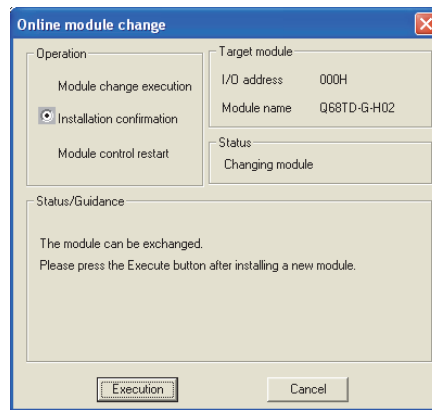 Online module change
Operation
Module change execution
Installation confirmation
Module control restart
Target module
I/O address 000H
Module name Q68TD-G-H02
Status
Changing module
Status/Guidance
The module can be exchanged.
Please press the Execute button after installing a new module.
Execution Cancel